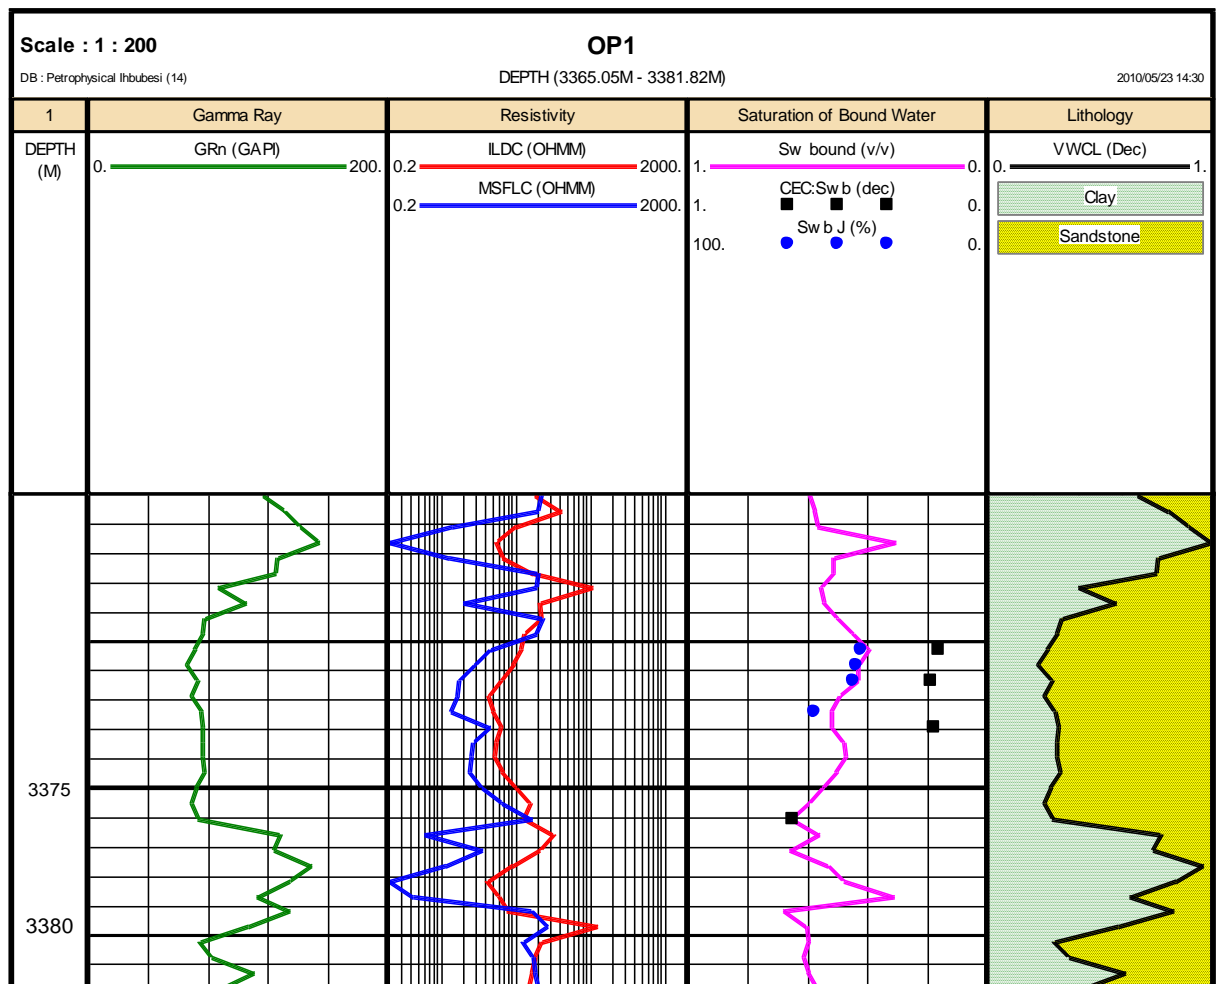 Scale : 1 : 200
OP1
DB : Petrophysical Ihbubesi (14)
DEPTH (3365.05M - 3381.82M)
2010/05/23 14:30
1
Gamma Ray
Resistivity
Saturation of Bound Water
Lithology
DEPTH
(M)
GRn (GAPI)
0.
200.
ILDC (OHMM)
0.2
2000.
MSFLC (OHMM)
0.2
2000.
Sw bound (v/v)
1.
0.
CEC:Swb (dec)
1.
0.
SwbJ (%)
100.
0.
VWCL (Dec)
0.
1.
Clay
Sandstone
3375
3380